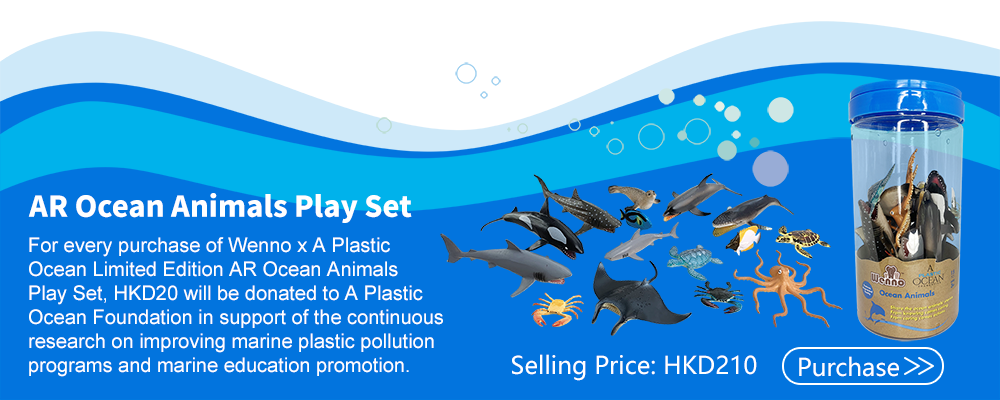 AR Ocean Animals Play Set
For every purchase of Wenno x A Plastic
Ocean Limited Edition AR Ocean Animals
Play Set, HKD20 will be donated to A Plastic
Ocean Foundation in support of the continuous
research on improving marine plastic pollution
programs and marine education promotion.
Selling Price: HKD210
Purchase >>
Wenno
A
OCEAN
Ocean Animals